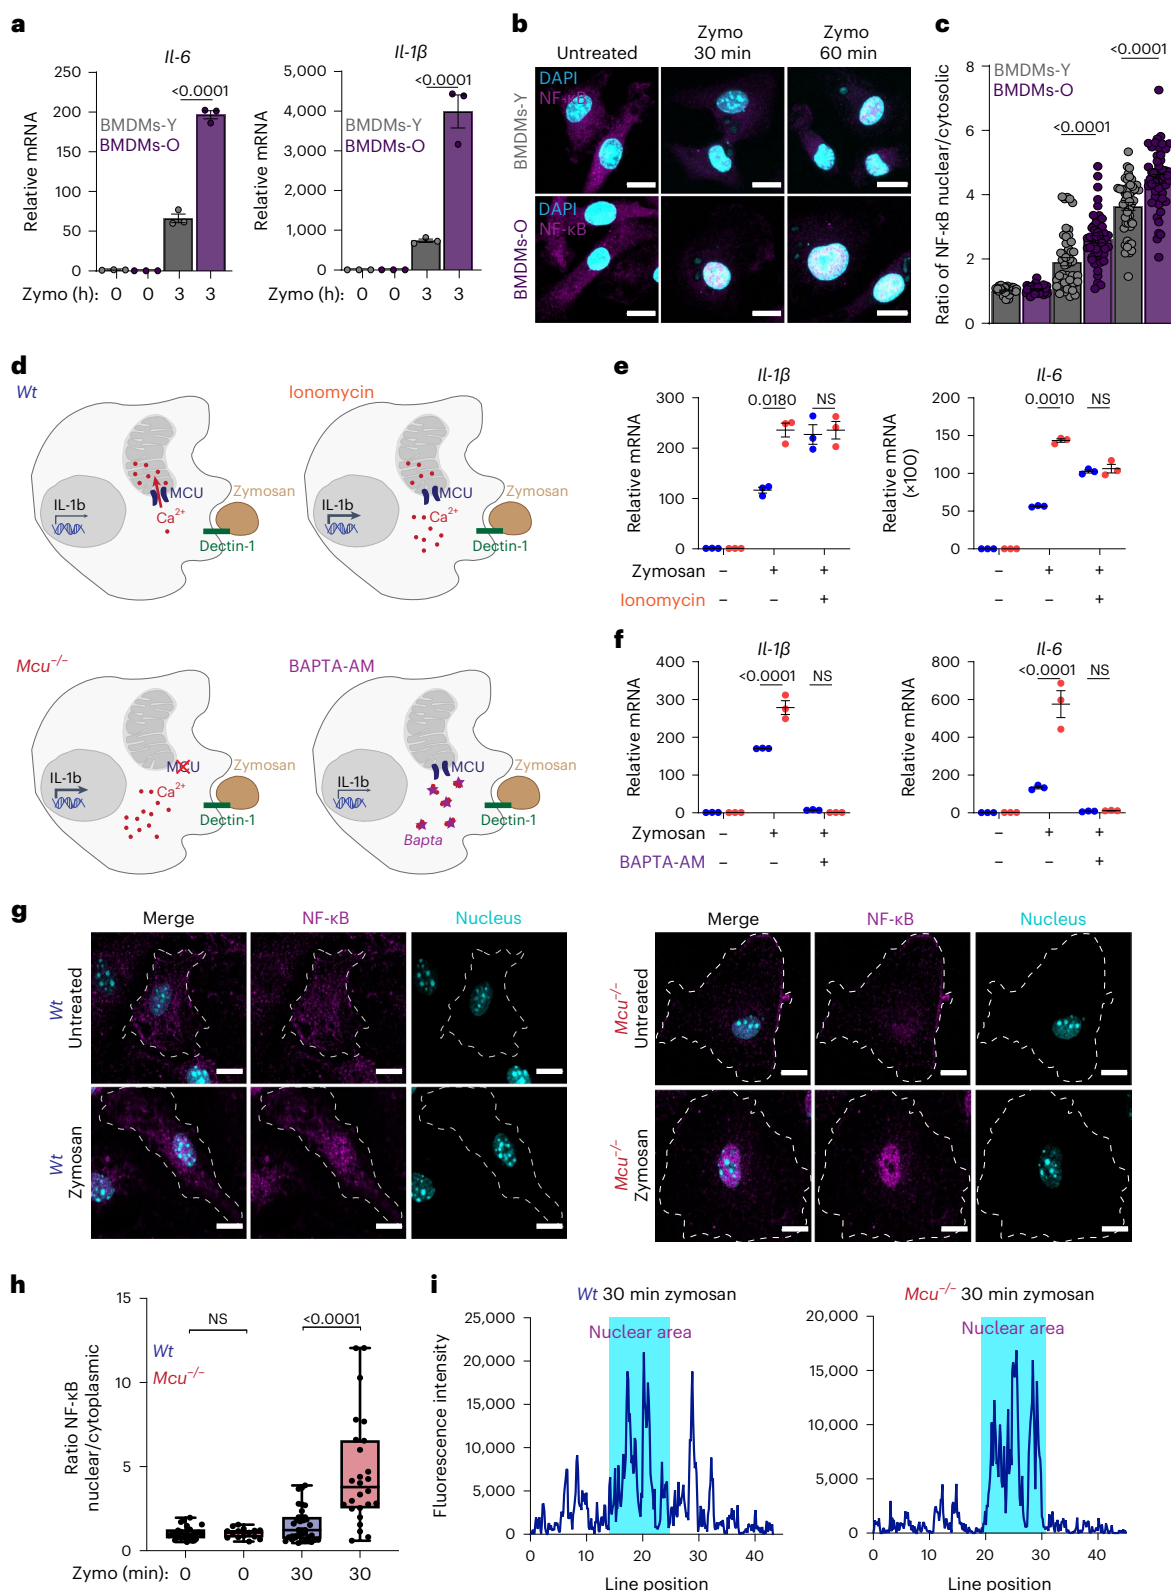 a
Il-6
Relative mRNA
250
200
150
100
50
0
<0.0001
BMDMs-Y
BMDMs-O
Zymo (h): 0 0 3 3
Il-1β
Relative mRNA
5,000
4,000
3,000
2,000
1,000
0
<0.0001
0 0 3 3
b
Untreated
Zymo
30 min
Zymo
60 min
BMDMs-Y
DAPI
NF-κB
BMDMs-O
DAPI
NF-κB
c
Ratio of NF-κB nuclear/cytosolic
8
6
4
2
0
BMDMs-Y
BMDMs-O
<0.0001
<0.0001
d
Wt
IL-1b
MCU
Ca2+
Zymosan
Dectin-1
Ionomycin
IL-1b
MCU
Ca2+
Zymosan
Dectin-1
Mcu−/−
IL-1b
MCU
Ca2+
Zymosan
Dectin-1
BAPTA-AM
IL-1b
MCU
Bapta
Zymosan
Dectin-1
e
Il-1β
Relative mRNA
300
200
100
0
0.0180
NS
Il-6
Relative mRNA
(×100)
200
150
100
50
0
0.0010
NS
Zymosan − + + − + +
Ionomycin − − + − − +
f
Il-1β
Relative mRNA
400
300
200
100
0
<0.0001
NS
Il-6
Relative mRNA
800
600
400
200
0
<0.0001
NS
Zymosan − + + − + +
BAPTA-AM − − + − − +
g
Merge
NF-κB
Nucleus
Wt
Untreated
Wt
Zymosan
Merge
NF-κB
Nucleus
Mcu−/−
Untreated
Mcu−/−
Zymosan
h
Ratio NF-κB
nuclear/cytoplasmic
15
10
5
0
NS
<0.0001
Wt
Mcu−/−
Zymo (min): 0 0 30 30
i
Wt 30 min zymosan
Nuclear area
Fluorescence intensity
25,000
20,000
15,000
10,000
5,000
0
0 10 20 30 40
Line position
Mcu−/− 30 min zymosan
Nuclear area
20,000
15,000
10,000
5,000
0
0 10 20 30 40
Line position